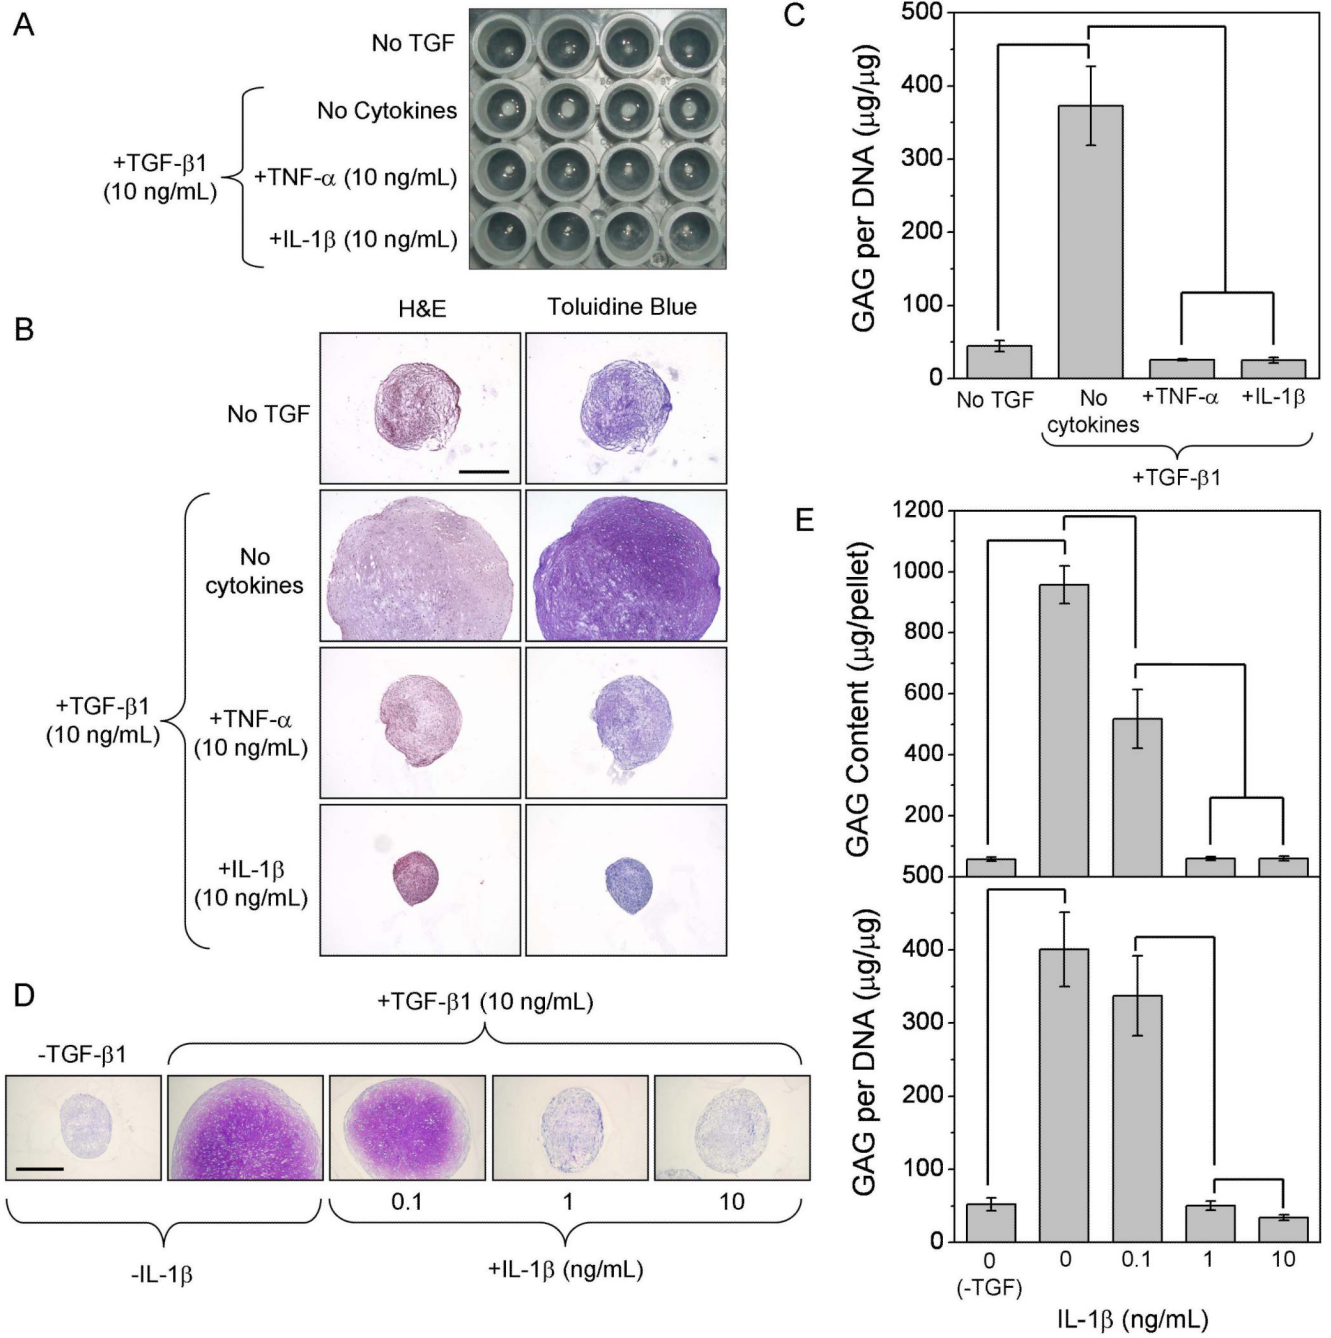 A
No TGF
No Cytokines
+TNF-α (10 ng/mL)
+IL-1β (10 ng/mL)
+TGF-β1
(10 ng/mL)
B
H&E
Toluidine Blue
No TGF
No
cytokines
+TNF-α
(10 ng/mL)
+IL-1β
(10 ng/mL)
+TGF-β1
(10 ng/mL)
C
GAG per DNA (μg/μg)
500
400
300
200
100
0
No TGF
No
cytokines
+TNF-α
+IL-1β
+TGF-β1
D
+TGF-β1 (10 ng/mL)
-TGF-β1
0.1
1
10
-IL-1β
+IL-1β (ng/mL)
E
GAG Content (μg/pellet)
1200
1000
800
600
400
200
500
GAG per DNA (μg/μg)
400
300
200
100
0
0
(-TGF)
0
0.1
1
10
IL-1β (ng/mL)